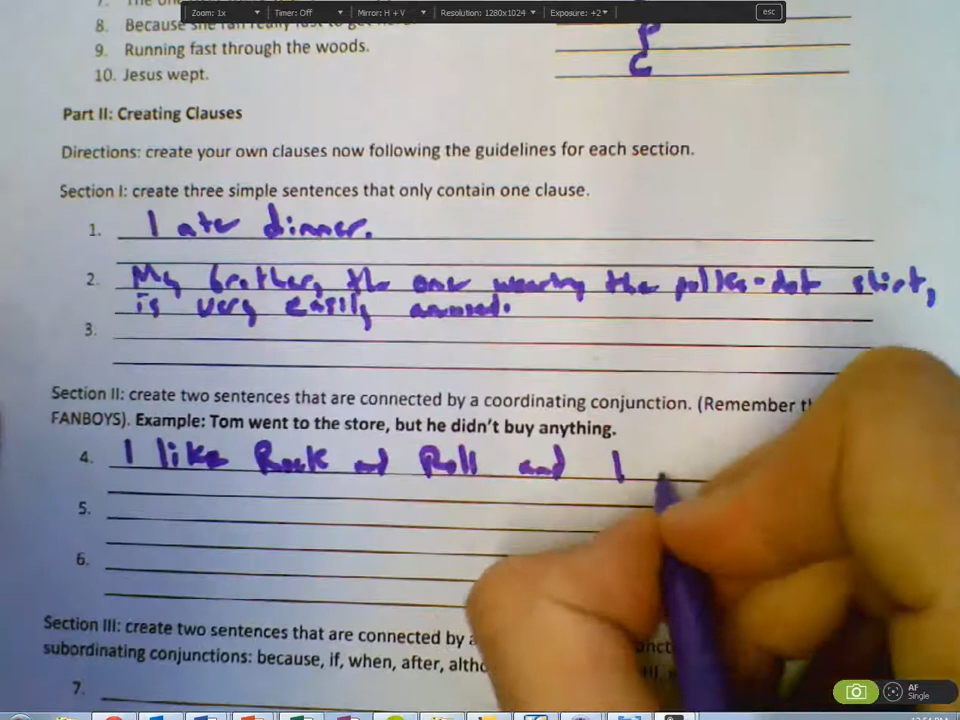 Zoom: 1x Timer: Off Mirror: H + V Resolution: 1280x1024 Exposure: +2 esc
7. The one
8. Because she ran really fast to get
9. Running fast through the woods.
10. Jesus wept.
Part II: Creating Clauses
Directions: create your own clauses now following the guidelines for each section.
Section I: create three simple sentences that only contain one clause.
1. I ate dinner.
2. My brother, the one wearing the polka-dot shirt,
is very easily amused.
3.
Section II: create two sentences that are connected by a coordinating conjunction. (Remember
FANBOYS). Example: Tom went to the store, but he didn't buy anything.
4. I like Rock and Roll and I
5.
6.
Section III: create two sentences that are connected by a
subordinating conjunctions: because, if, when, after,
7.
AF
Single